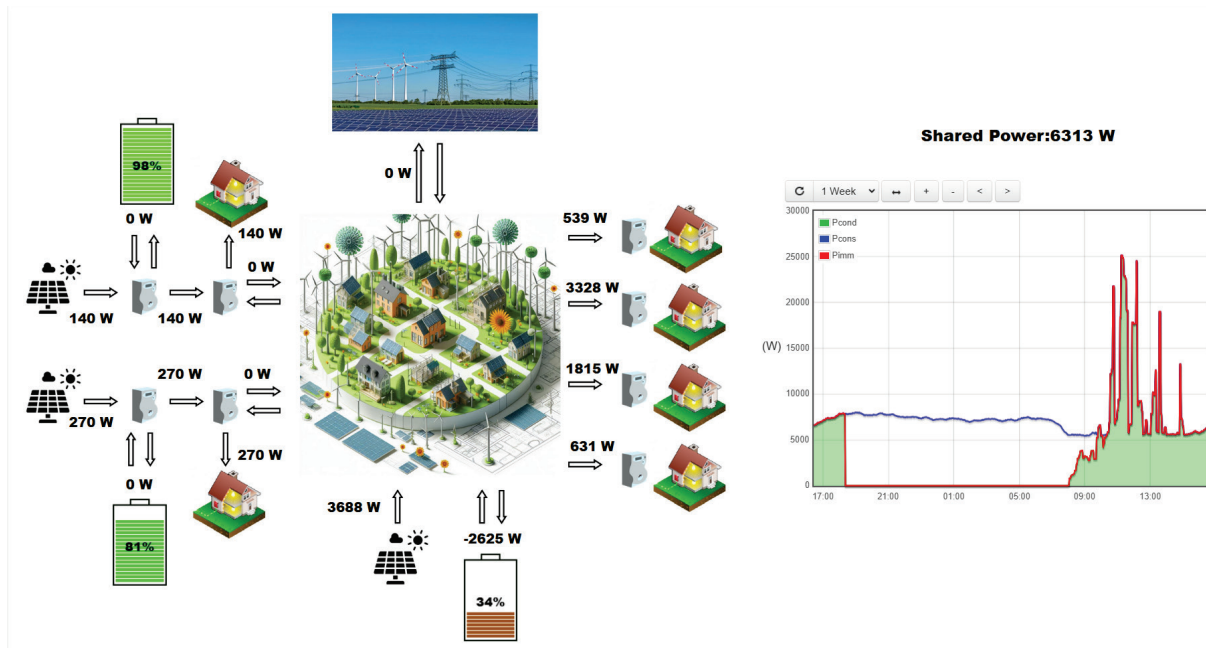 98%
0 W
140 W
0 W
140 W
140 W
270 W
0 W
270 W
270 W
0 W
81%
0 W
539 W
3328 W
1815 W
631 W
3688 W
-2625 W
34%
Shared Power:6313 W
1 Week
+
-
<
>
30000
25000
20000
15000
10000
5000
0
(W)
Pcond
Pcons
Pimm
17:00
21:00
01:00
05:00
09:00
13:00